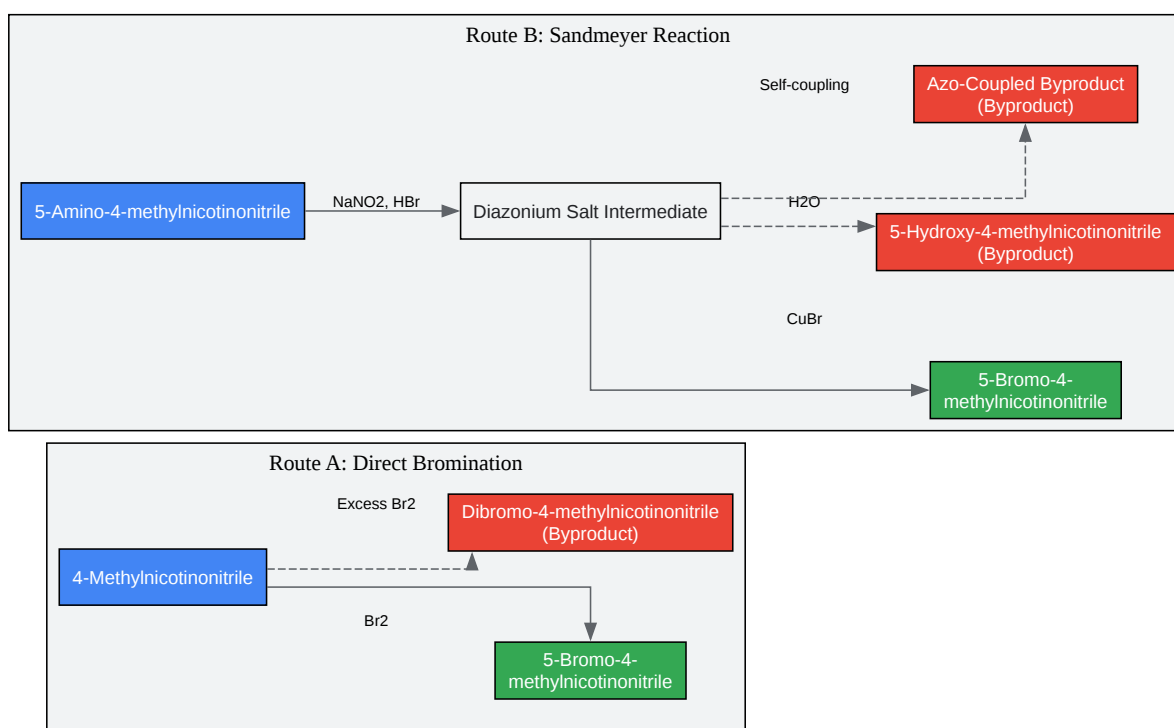 Route B: Sandmeyer Reaction
Self-coupling
Azo-Coupled Byproduct
(Byproduct)
5-Amino-4-methylnicotinonitrile
NaNO2, HBr
Diazonium Salt Intermediate
H2O
5-Hydroxy-4-methylnicotinonitrile
(Byproduct)
CuBr
5-Bromo-4-
methylnicotinonitrile
Route A: Direct Bromination
Excess Br2
Dibromo-4-methylnicotinonitrile
(Byproduct)
4-Methylnicotinonitrile
Br2
5-Bromo-4-
methylnicotinonitrile